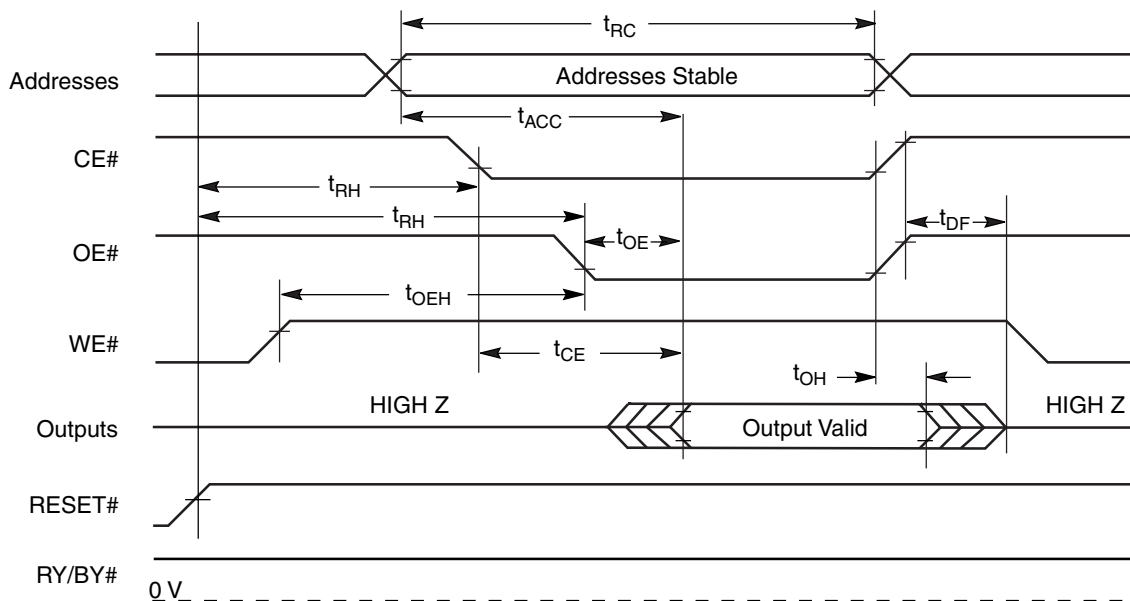 tRC
Addresses
Addresses Stable
tACC
CE#
tRH
tRH
tOE
tDF
OE#
tOEH
WE#
tCE
tOH
HIGH Z
HIGH Z
Outputs
Output Valid
RESET#
RY/BY#
0 V